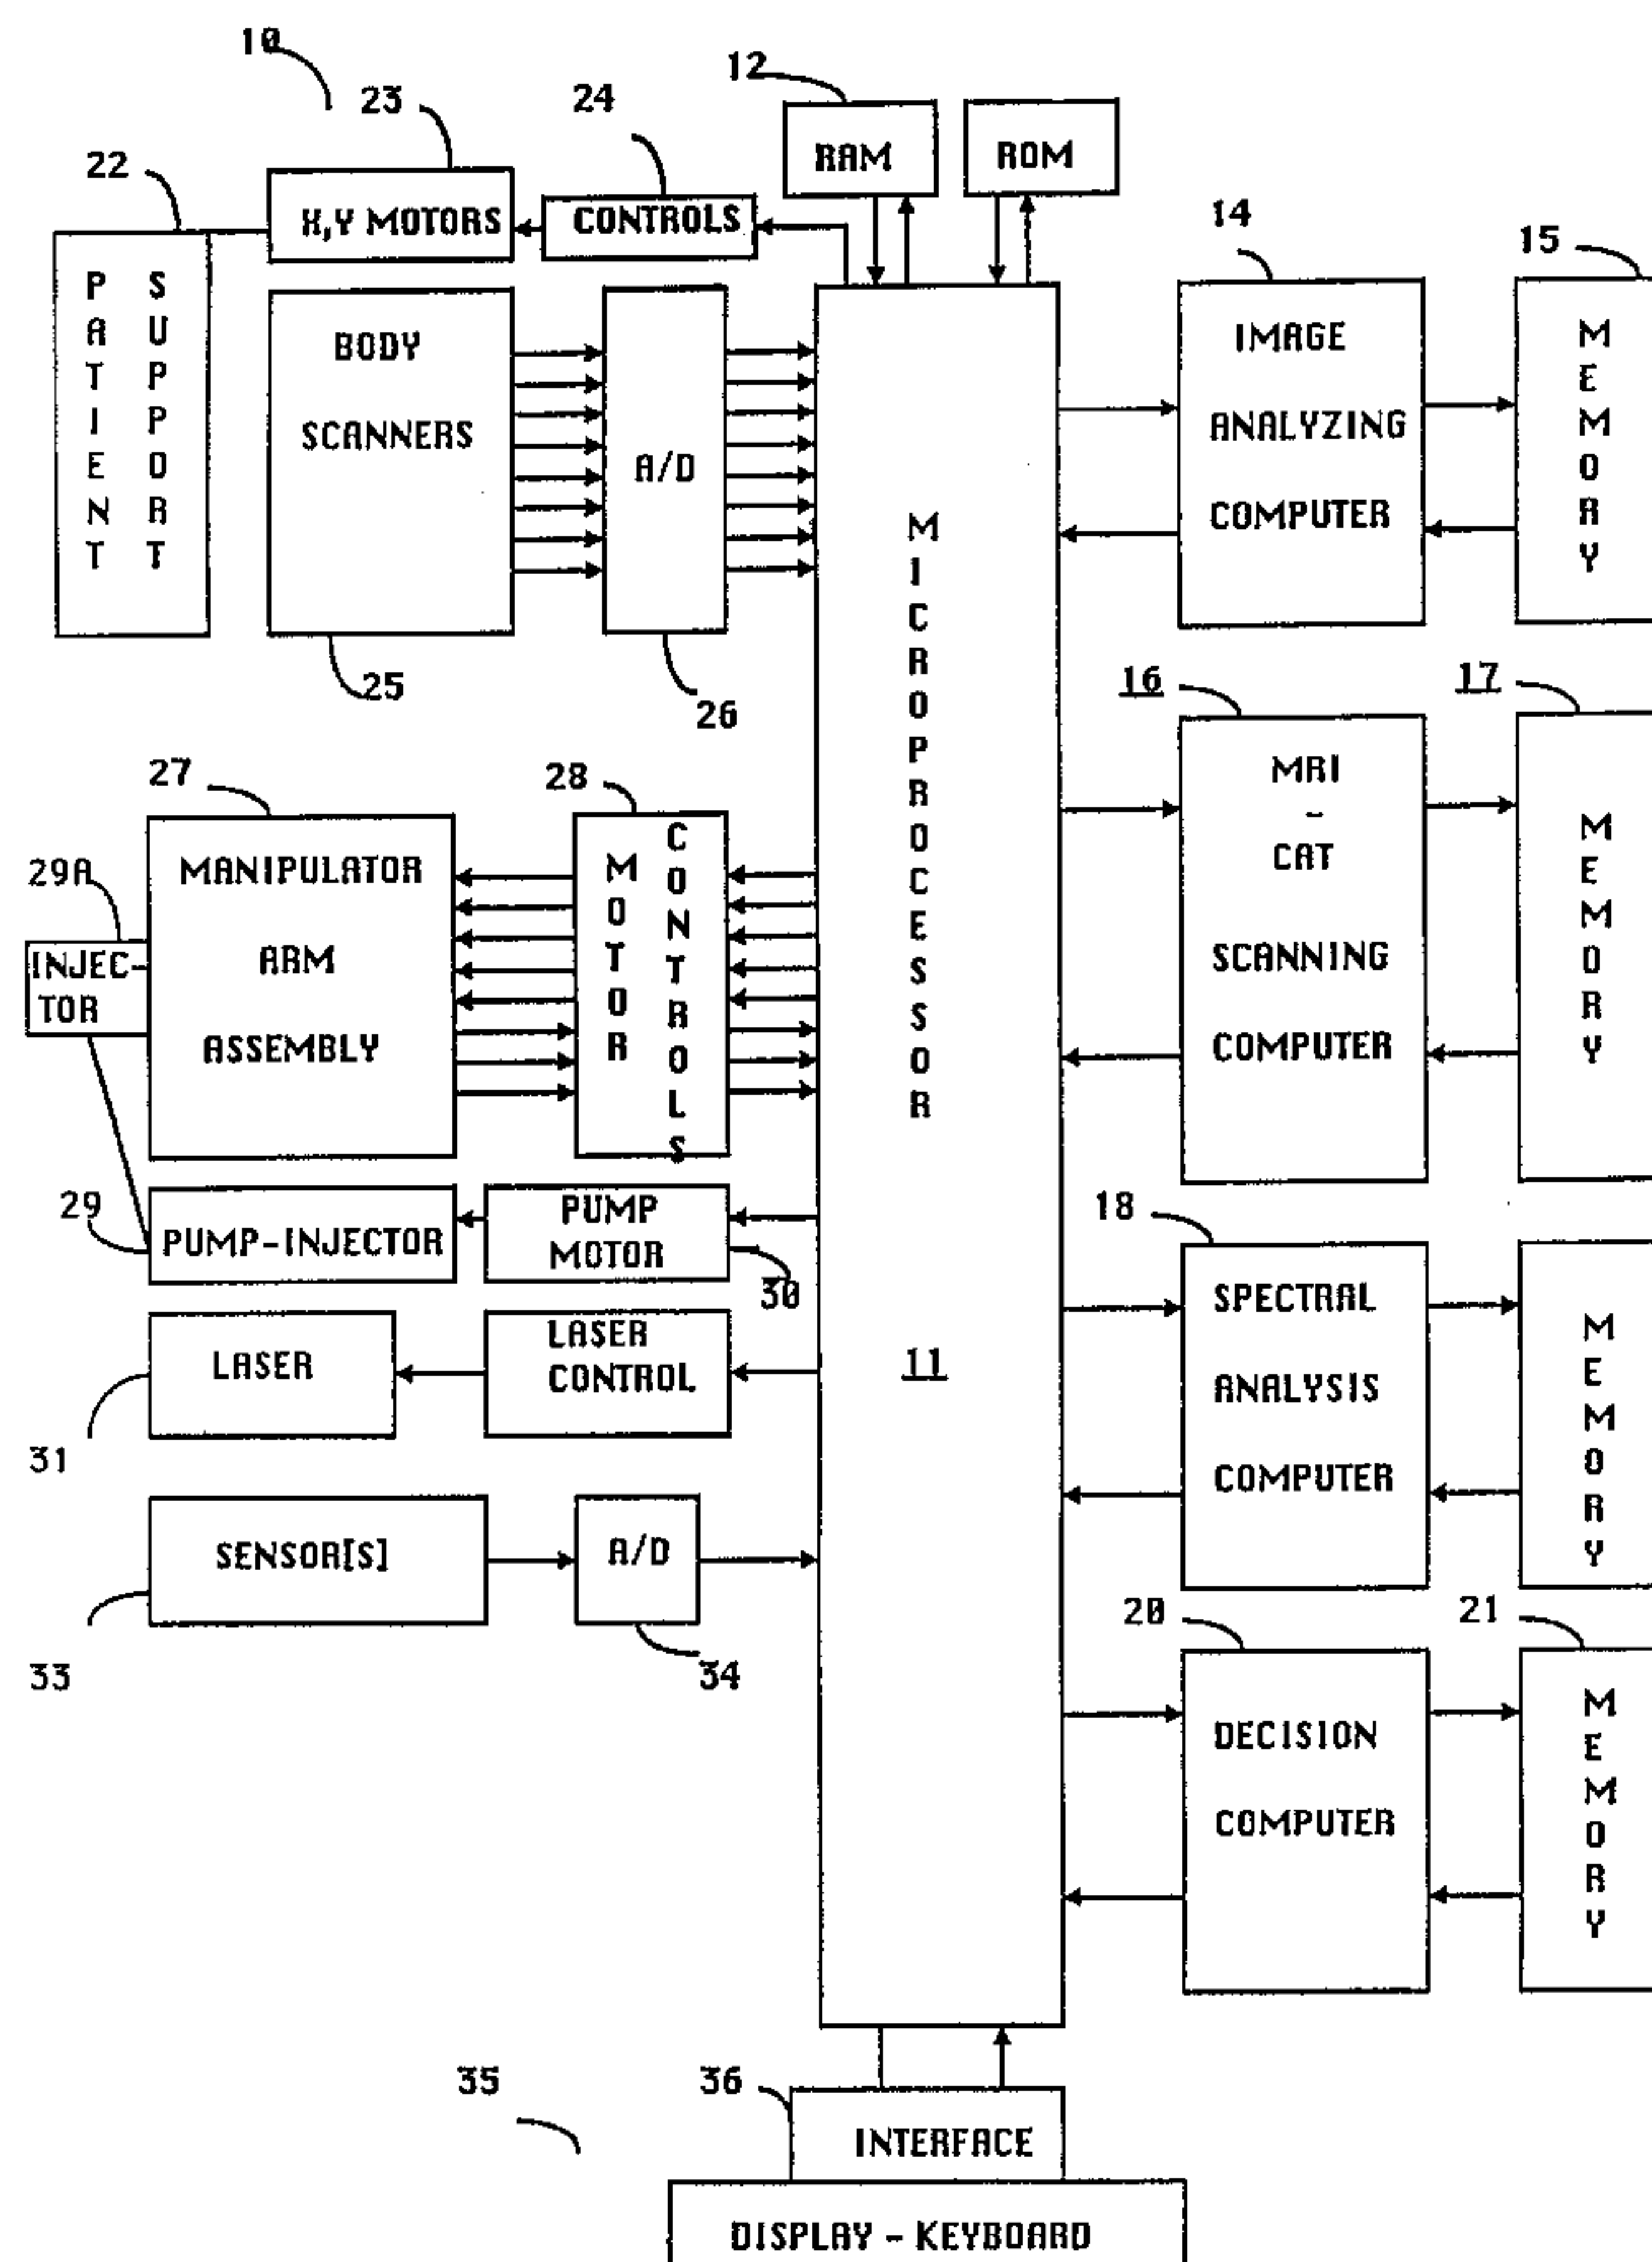 10
12
23
24
22
RAM
ROM
X,Y MOTORS
CONTROLS
14
15
PATIENT
SUPPORT
BODY
SCANNERS
A/D
25
26
IMAGE
ANALYZING
COMPUTER
MEMORY
MICROPROCESSOR
11
16
17
MRI
-
CAT
SCANNING
COMPUTER
MEMORY
27
28
29A
MANIPULATOR
ARM
ASSEMBLY
MOTOR
CONTROLS
INJEC-
TOR
29
PUMP-INJECTOR
PUMP
MOTOR
30
18
SPECTRAL
ANALYSIS
COMPUTER
MEMORY
LASER
LASER
CONTROL
31
SENSOR[S]
A/D
33
34
20
21
DECISION
COMPUTER
MEMORY
35
36
INTERFACE
DISPLAY - KEYBOARD